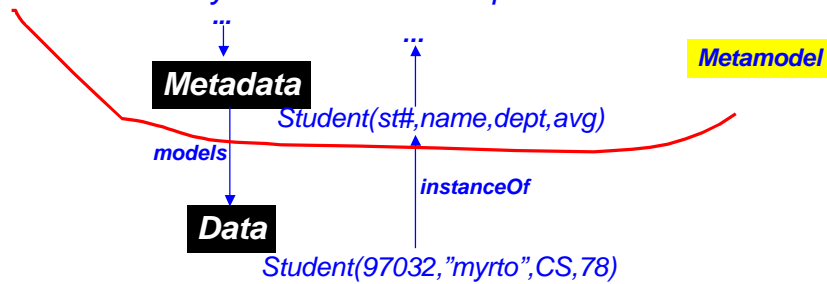 ...
...
Metamodel
Metadata
Student(st#,name,dept,avg)
models
instanceOf
Data
Student(97032,”myrto”,CS,78)